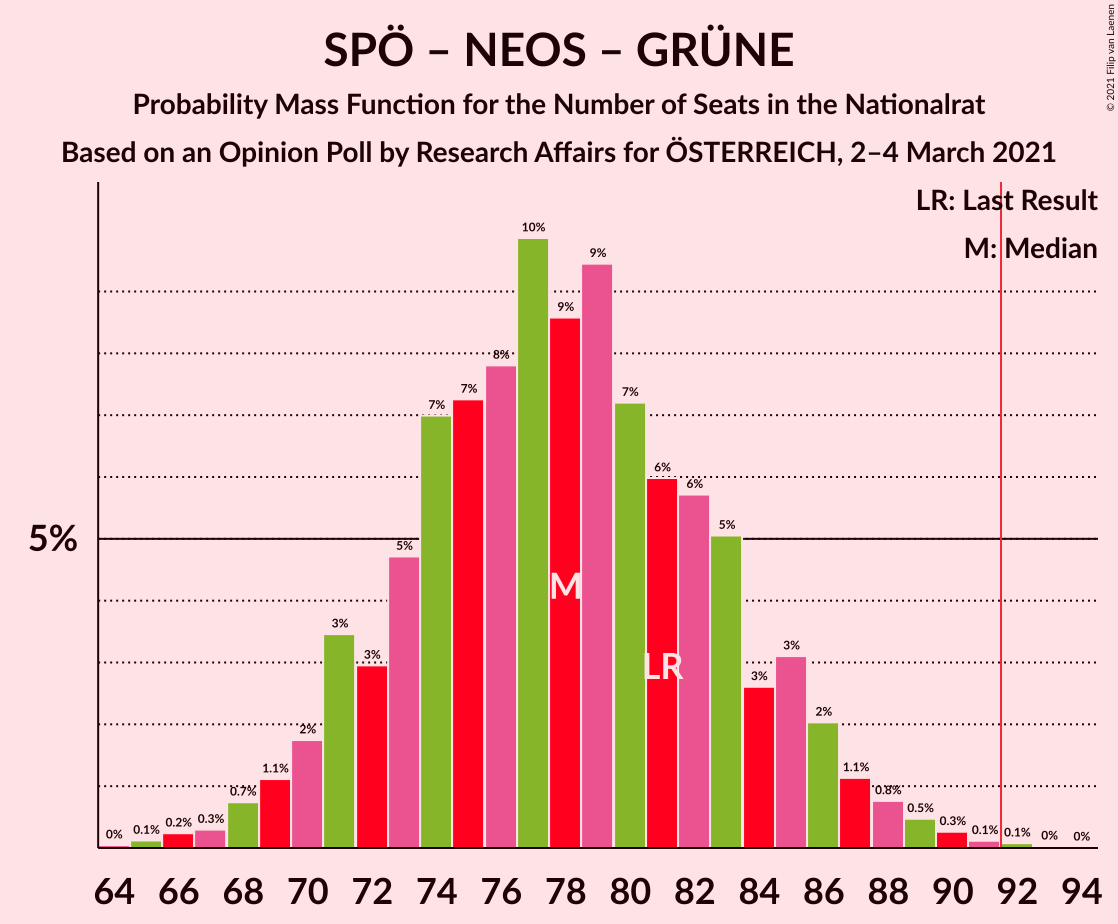 SPÖ – NEOS – GRÜNE
Probability Mass Function for the Number of Seats in the Nationalrat
Based on an Opinion Poll by Research Affairs for ÖSTERREICH, 2–4 March 2021
© 2021 Filip van Laenen
LR: Last Result
M: Median
5%
0% 0.1% 0.2% 0.3% 0.7% 1.1% 2% 3% 3% 5% 7% 7% 8% 10% 9% 9% 7% 6% 6% 5% 3% 3% 2% 1.1% 0.8% 0.5% 0.3% 0.1% 0.1% 0% 0%
M
LR
64 66 68 70 72 74 76 78 80 82 84 86 88 90 92 94